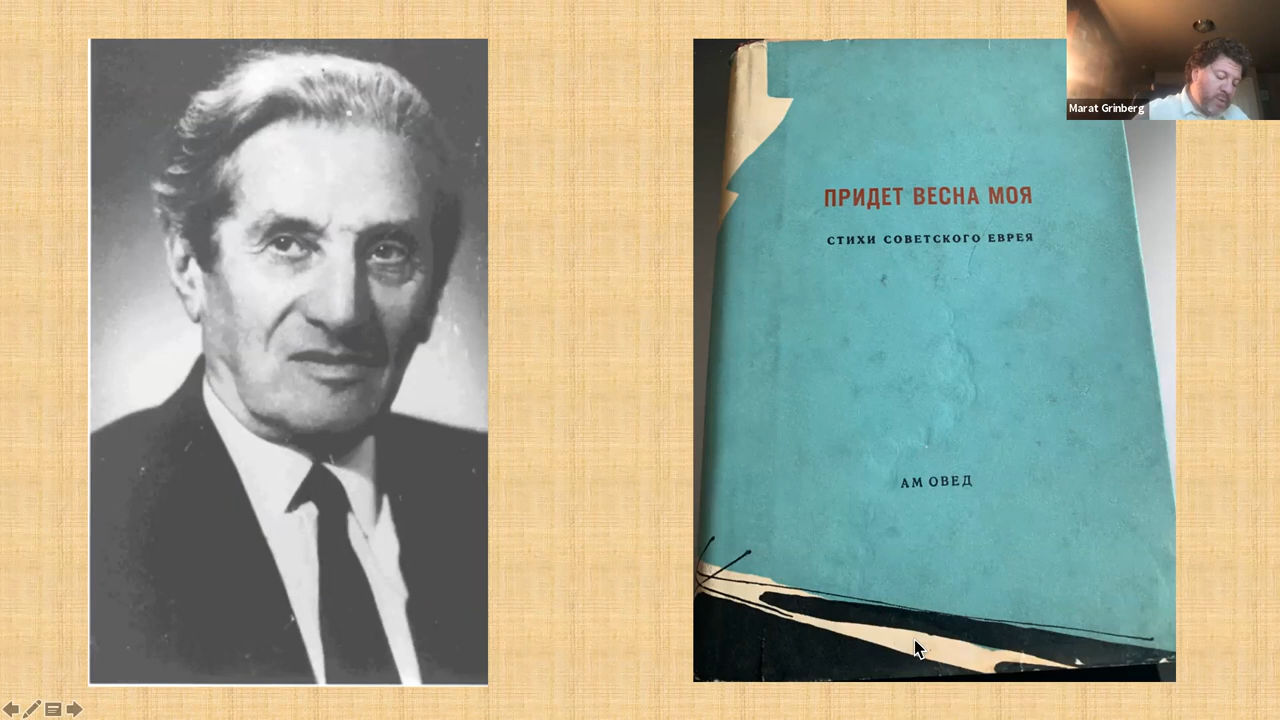 Marat Grinberg
ПРИДЕТ ВЕСНА МОЯ
СТИХИ СОВЕТСКОГО ЕВРЕЯ
АМ ОВЕД